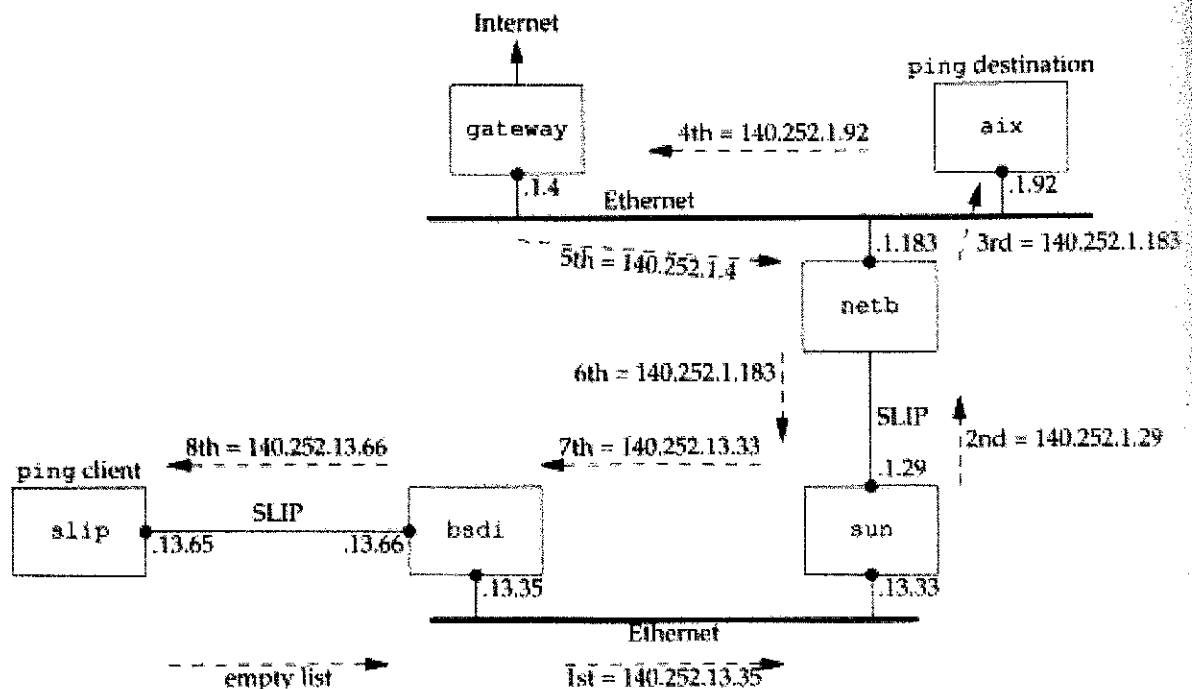 Internet
ping destination
gateway
4th = 140.252.1.92
aix
.1.4
.1.92
Ethernet
.1.183
3rd = 140.252.1.183
5th = 140.252.1.4
netb
6th = 140.252.1.183
SLIP
2nd = 140.252.1.29
8th = 140.252.13.66
7th = 140.252.13.33
ping client
.1.29
slip
SLIP
bsdi
sun
.13.65
.13.66
.13.35
.13.33
Ethernet
empty list
1st = 140.252.13.35